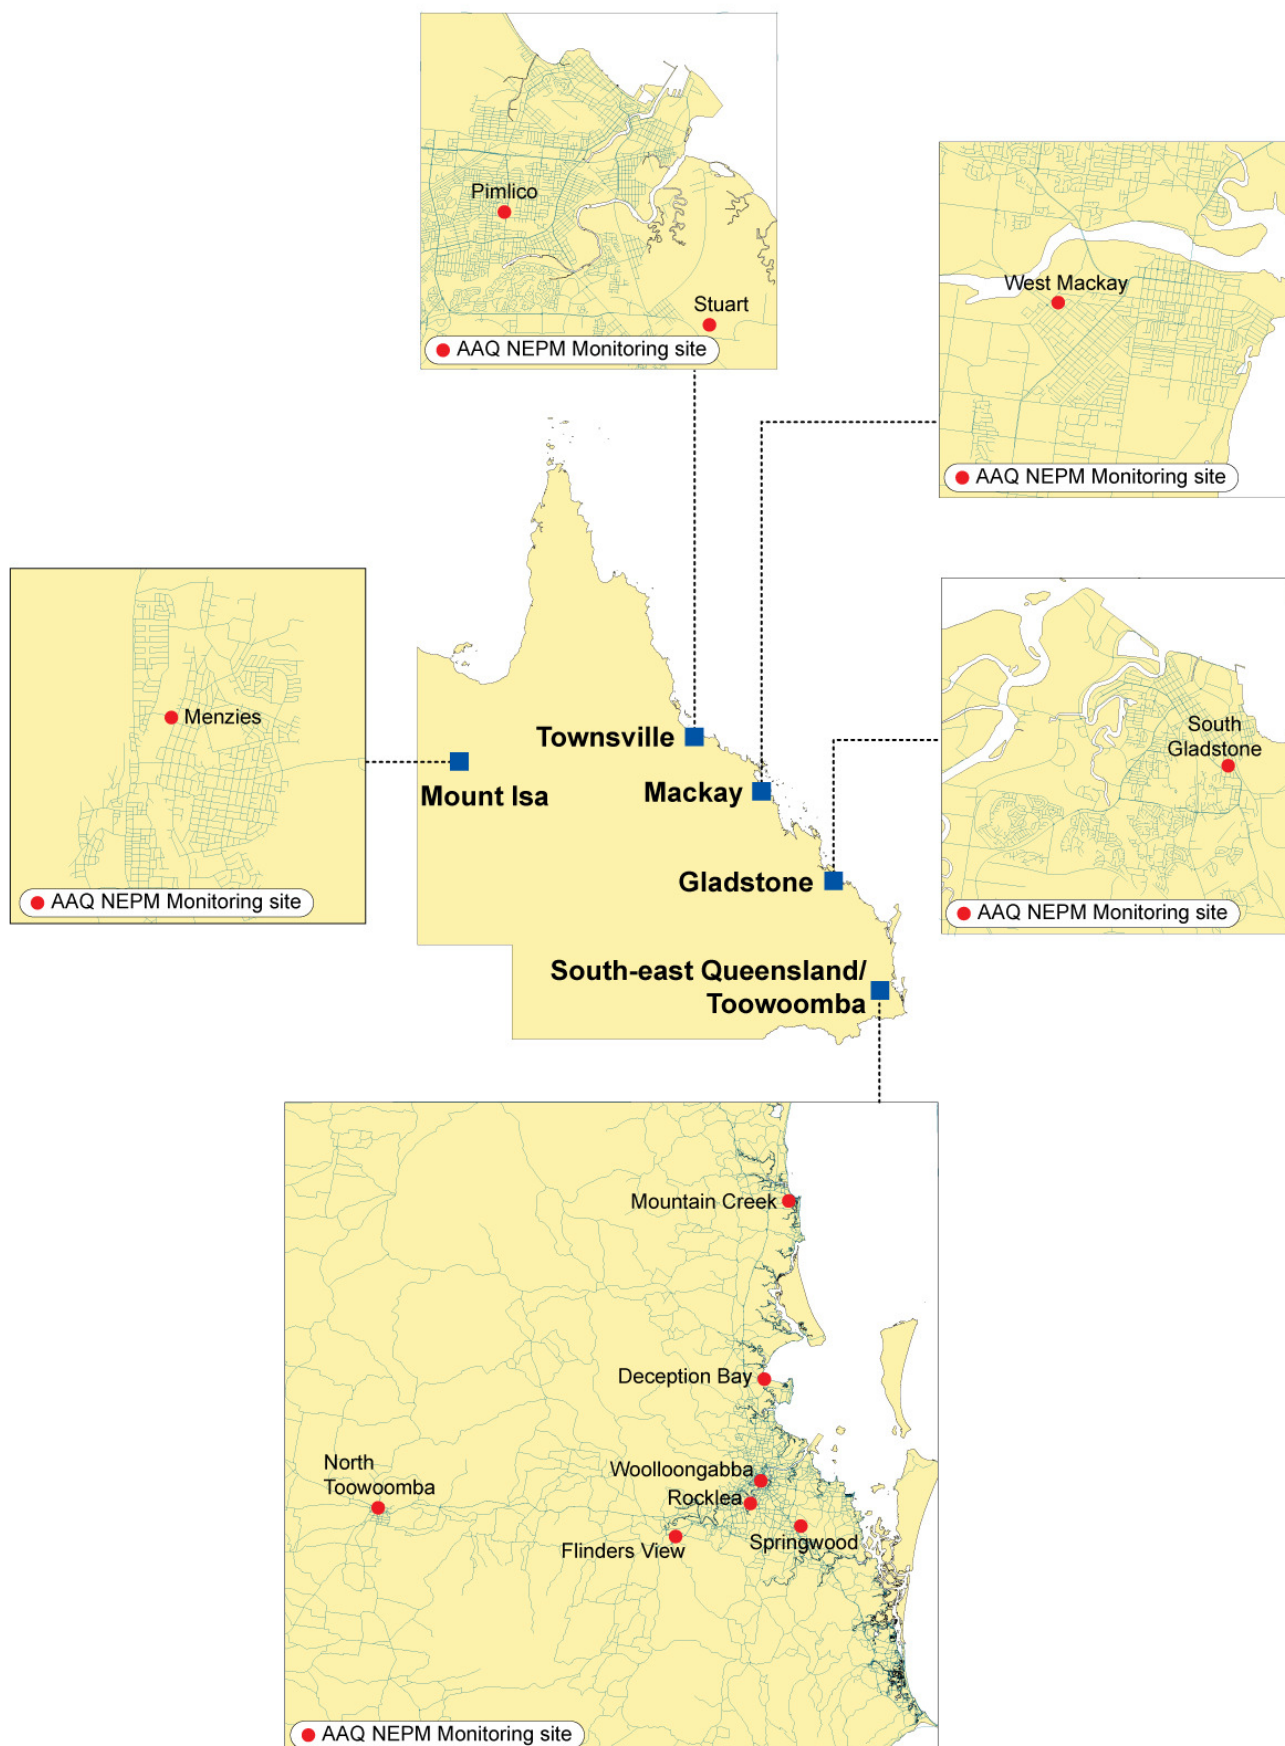 Pimlico
Stuart
AAQ NEPM Monitoring site
West Mackay
AAQ NEPM Monitoring site
Menzies
AAQ NEPM Monitoring site
South
Gladstone
AAQ NEPM Monitoring site
Townsville
Mount Isa
Mackay
Gladstone
South-east Queensland/
Toowoomba
Mountain Creek
Deception Bay
North
Toowoomba
Woolloongabba
Rocklea
Flinders View
Springwood
AAQ NEPM Monitoring site